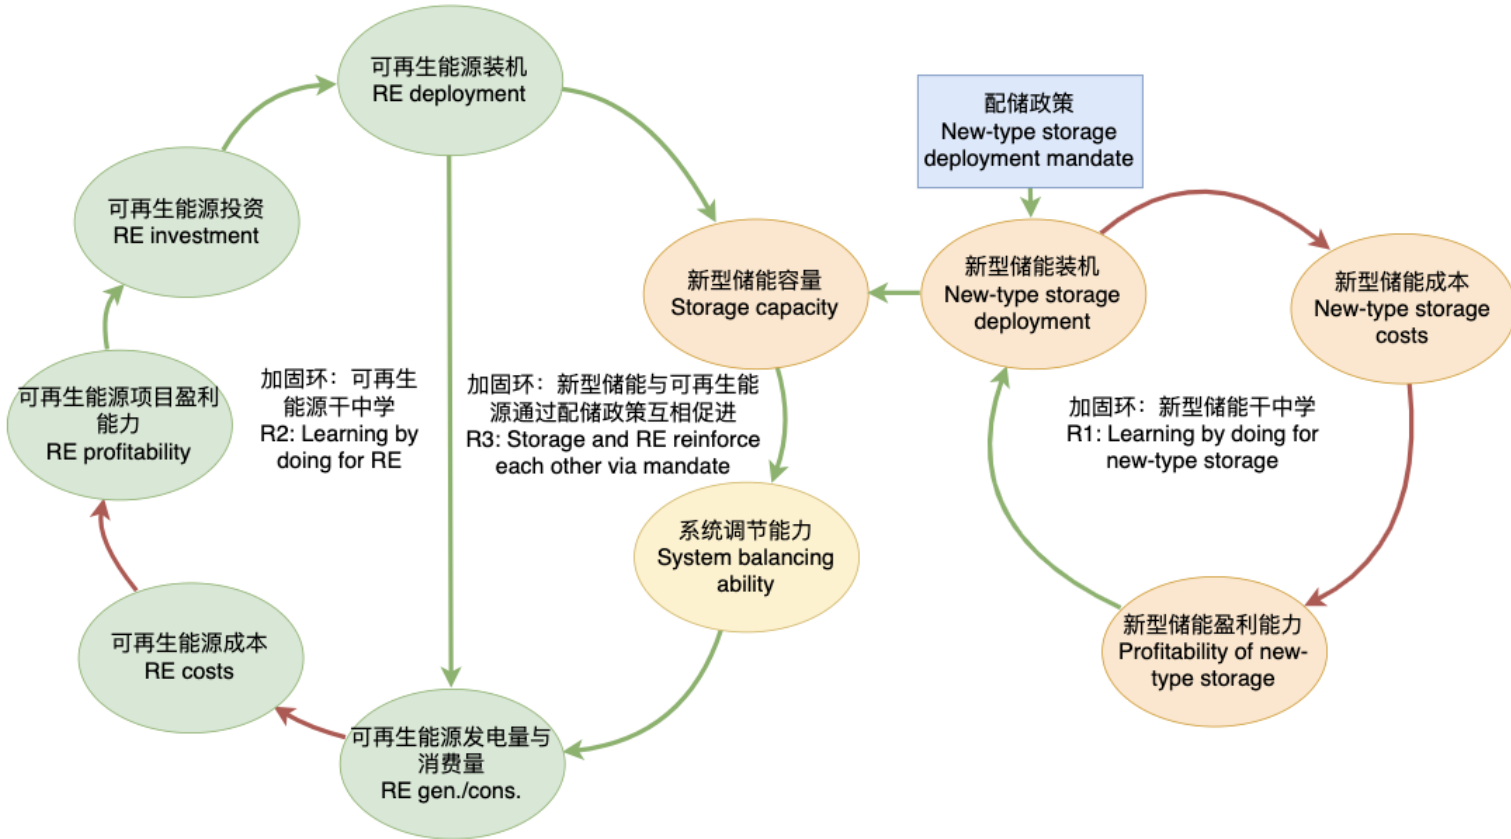 可再生能源装机
RE deployment
配储政策
New-type storage
deployment mandate
可再生能源投资
RE investment
新型储能容量
Storage capacity
新型储能装机
New-type storage
deployment
新型储能成本
New-type storage
costs
可再生能源项目盈利
能力
RE profitability
加固环：可再生
能源干中学
R2: Learning by
doing for RE
加固环：新型储能与可再生能
源通过配储政策互相促进
R3: Storage and RE reinforce
each other via mandate
加固环：新型储能干中学
R1: Learning by doing for
new-type storage
系统调节能力
System balancing
ability
可再生能源成本
RE costs
新型储能盈利能力
Profitability of new-
type storage
可再生能源发电量与
消费量
RE gen./cons.